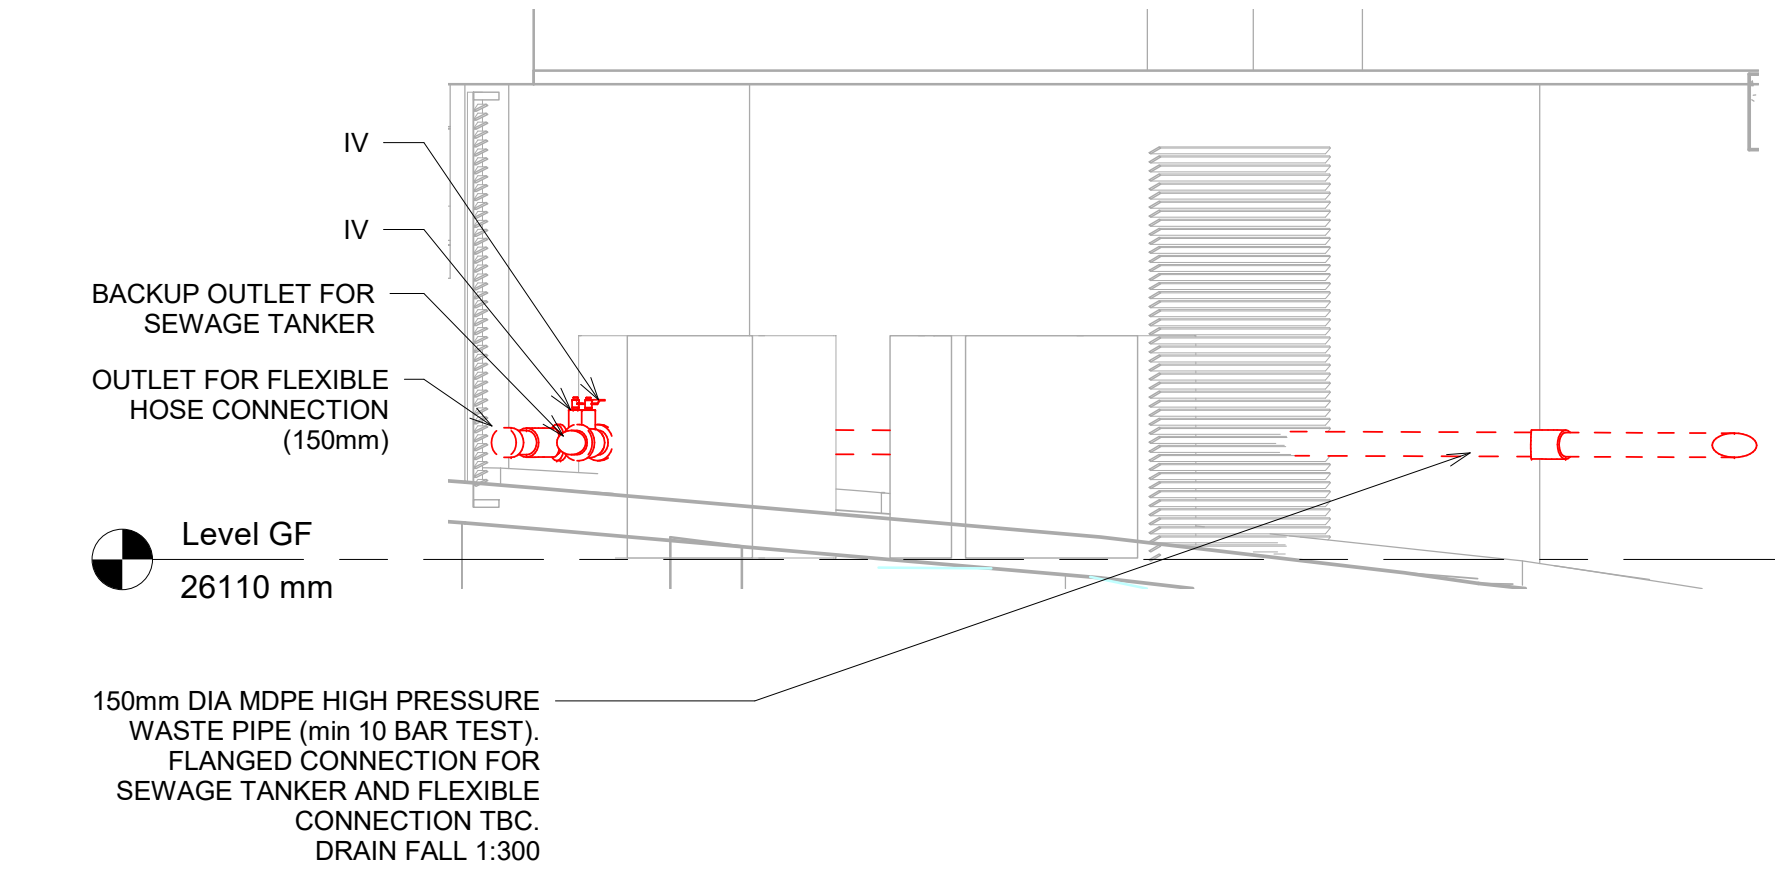 IV
IV
BACKUP OUTLET FOR
SEWAGE TANKER
OUTLET FOR FLEXIBLE
HOSE CONNECTION
(150mm)
Level GF
26110 mm
150mm DIA MDPE HIGH PRESSURE
WASTE PIPE (min 10 BAR TEST).
FLANGED CONNECTION FOR
SEWAGE TANKER AND FLEXIBLE
CONNECTION TBC.
DRAIN FALL 1:300